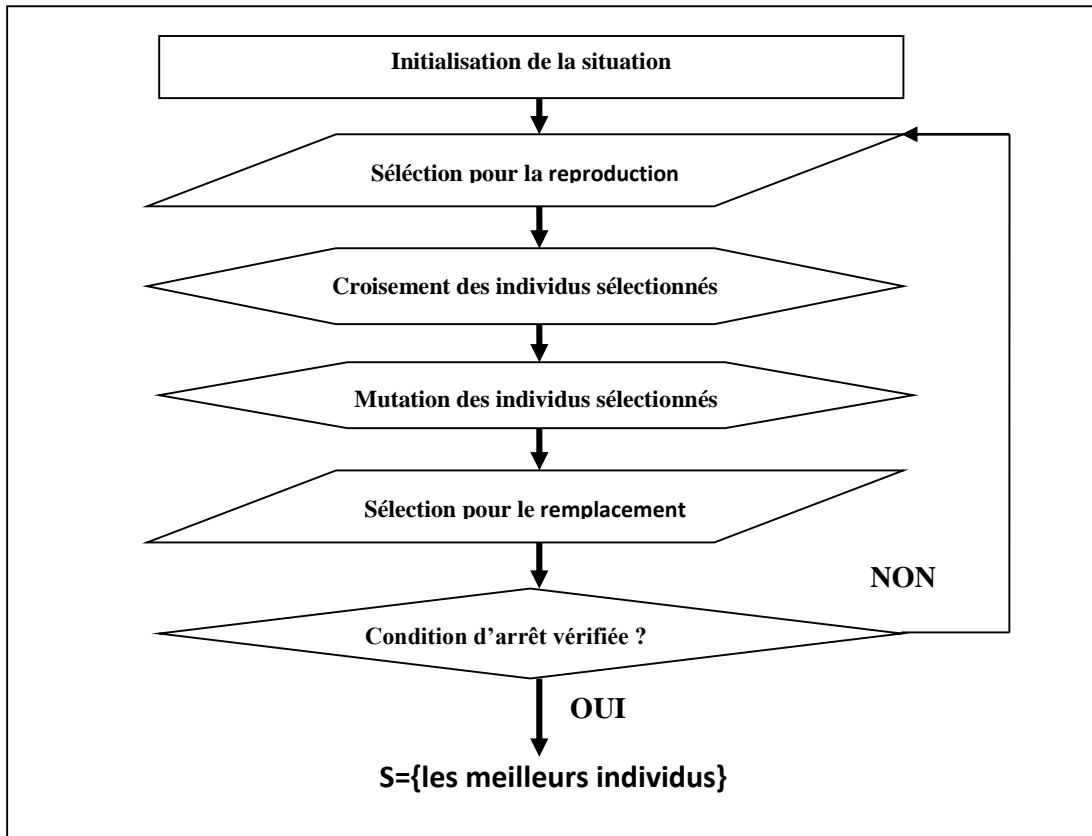 Initialisation de la situation
Séléction pour la reproduction
Croisement des individus sélectionnés
Mutation des individus sélectionnés
Sélection pour le remplacement
NON
Condition d’arrêt vérifiée ?
OUI
S={les meilleurs individus}